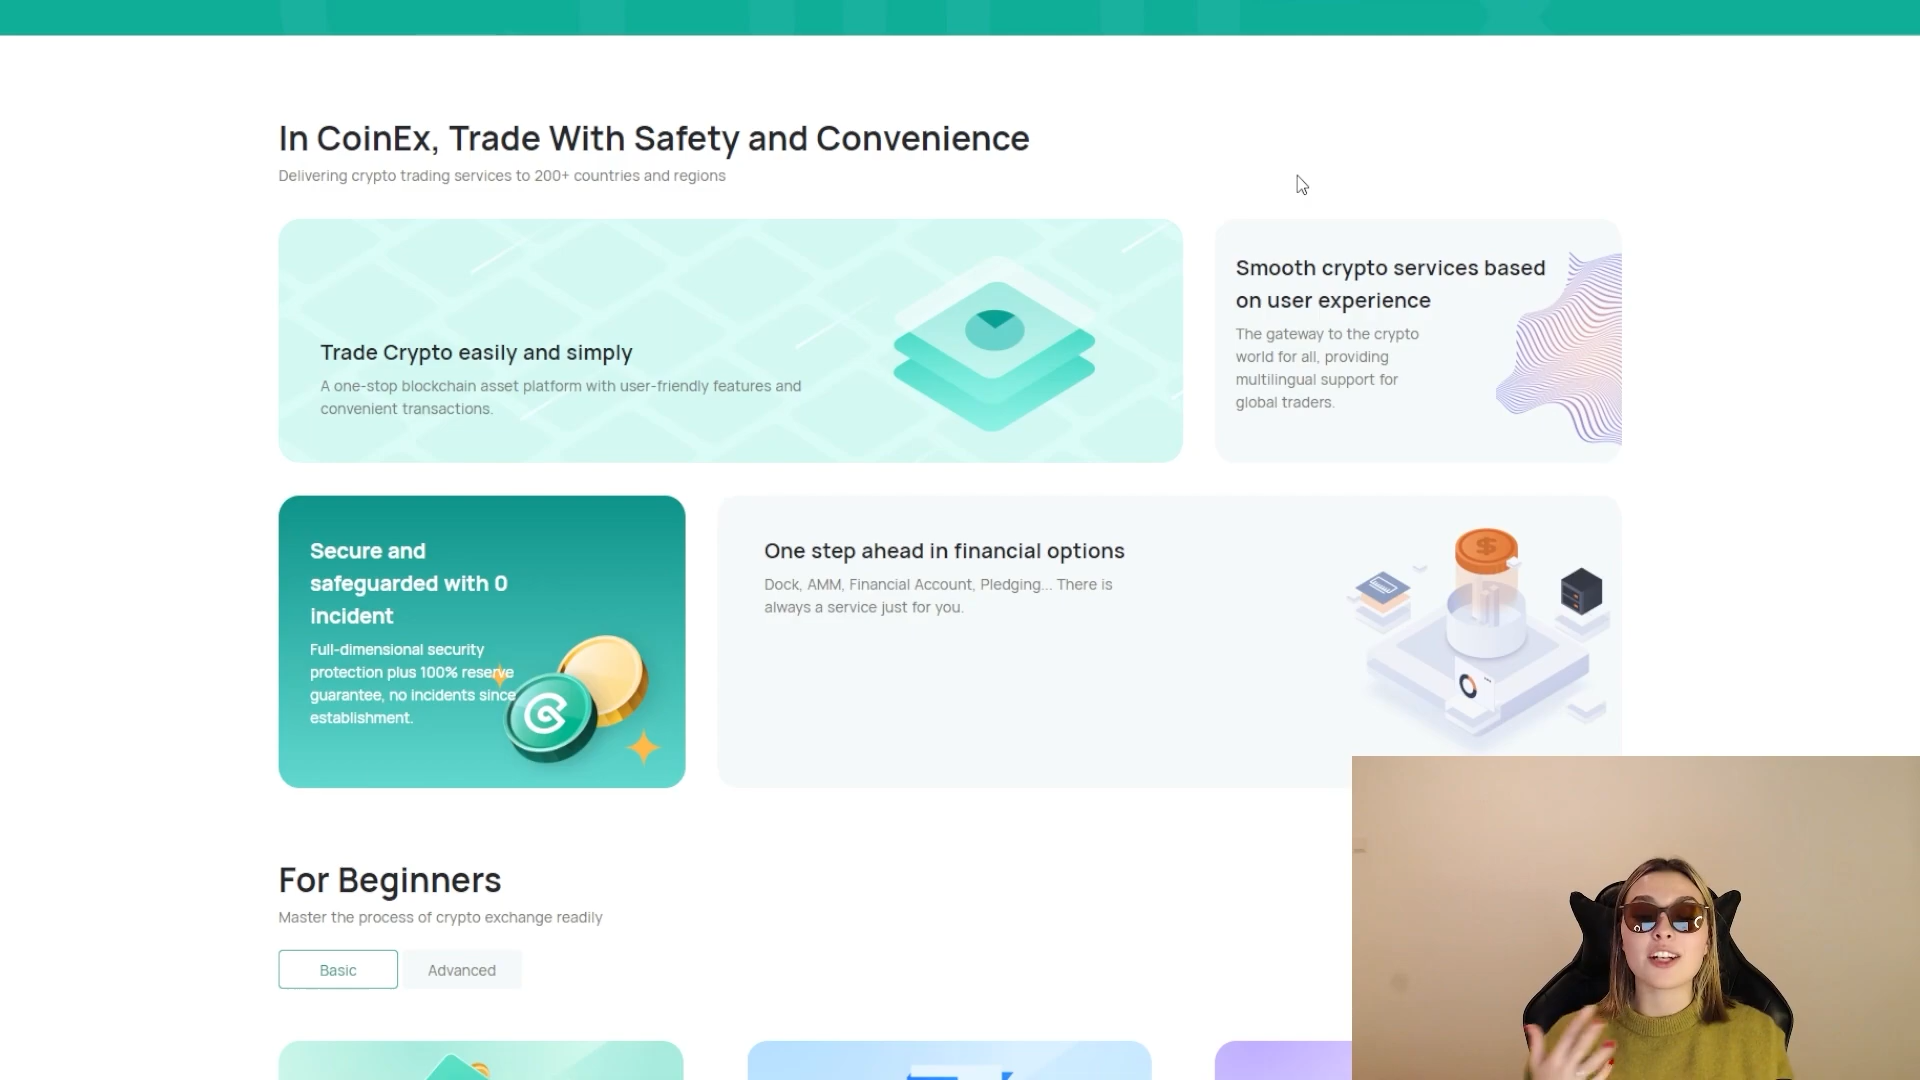 In CoinEx, Trade With Safety and Convenience
Delivering crypto trading services to 200+ countries and regions
Trade Crypto easily and simply
A one-stop blockchain asset platform with user-friendly features and
convenient transactions.
Smooth crypto services based
on user experience
The gateway to the crypto
world for all, providing
multilingual support for
global traders.
Secure and
safeguarded with 0
incident
Full-dimensional security
protection plus 100% reserve
guarantee, no incidents since
establishment.
One step ahead in financial options
Dock, AMM, Financial Account, Pledging... There is
always a service just for you.
For Beginners
Master the process of crypto exchange readily
Basic
Advanced